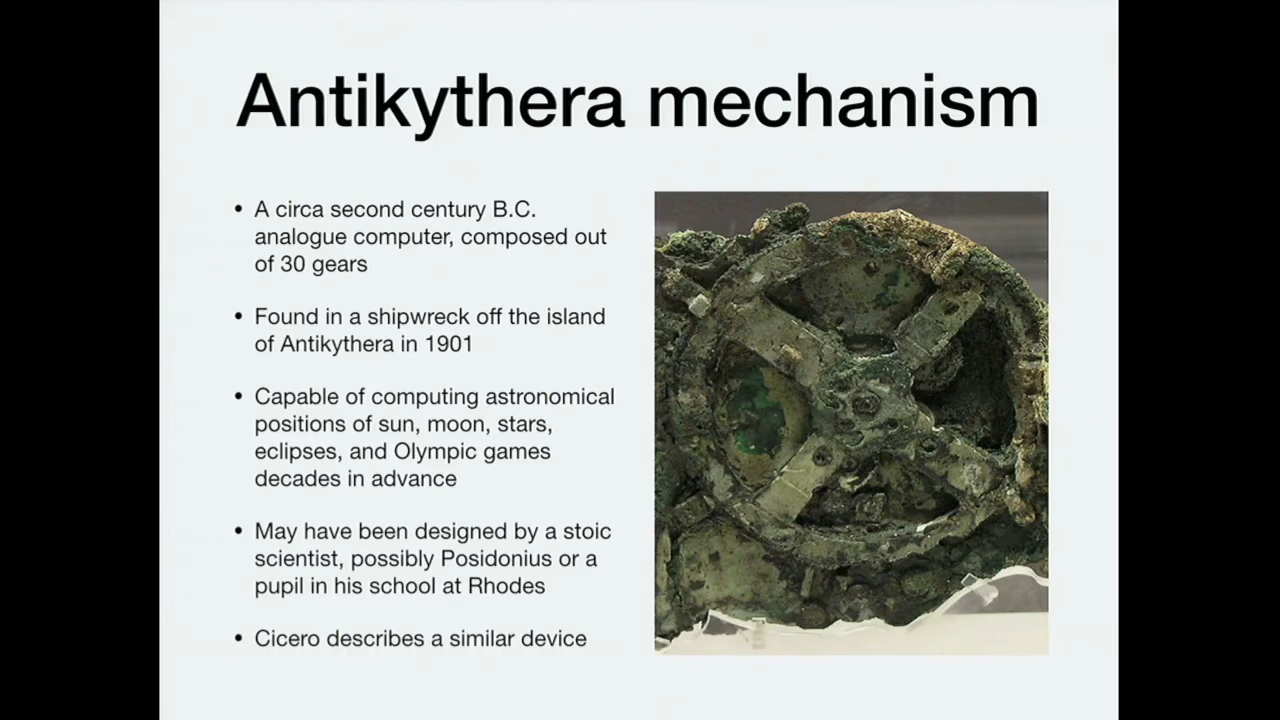 Antikythera mechanism
• A circa second century B.C.
analogue computer, composed out
of 30 gears
• Found in a shipwreck off the island
of Antikythera in 1901
• Capable of computing astronomical
positions of sun, moon, stars,
eclipses, and Olympic games
decades in advance
• May have been designed by a stoic
scientist, possibly Posidonius or a
pupil in his school at Rhodes
• Cicero describes a similar device